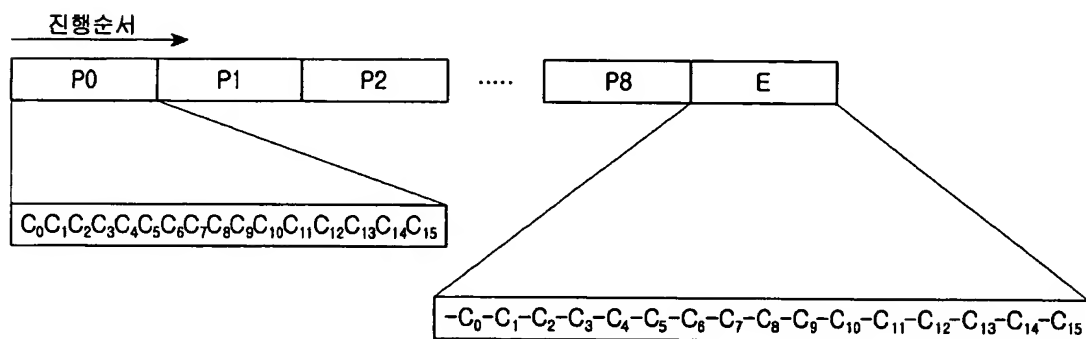 진행순서
P0 P1 P2 ..... P8 E
C₀C₁C₂C₃C₄C₅C₆C₇C₈C₉C₁₀C₁₁C₁₂C₁₃C₁₄C₁₅
-C₀-C₁-C₂-C₃-C₄-C₅-C₆-C₇-C₈-C₉-C₁₀-C₁₁-C₁₂-C₁₃-C₁₄-C₁₅